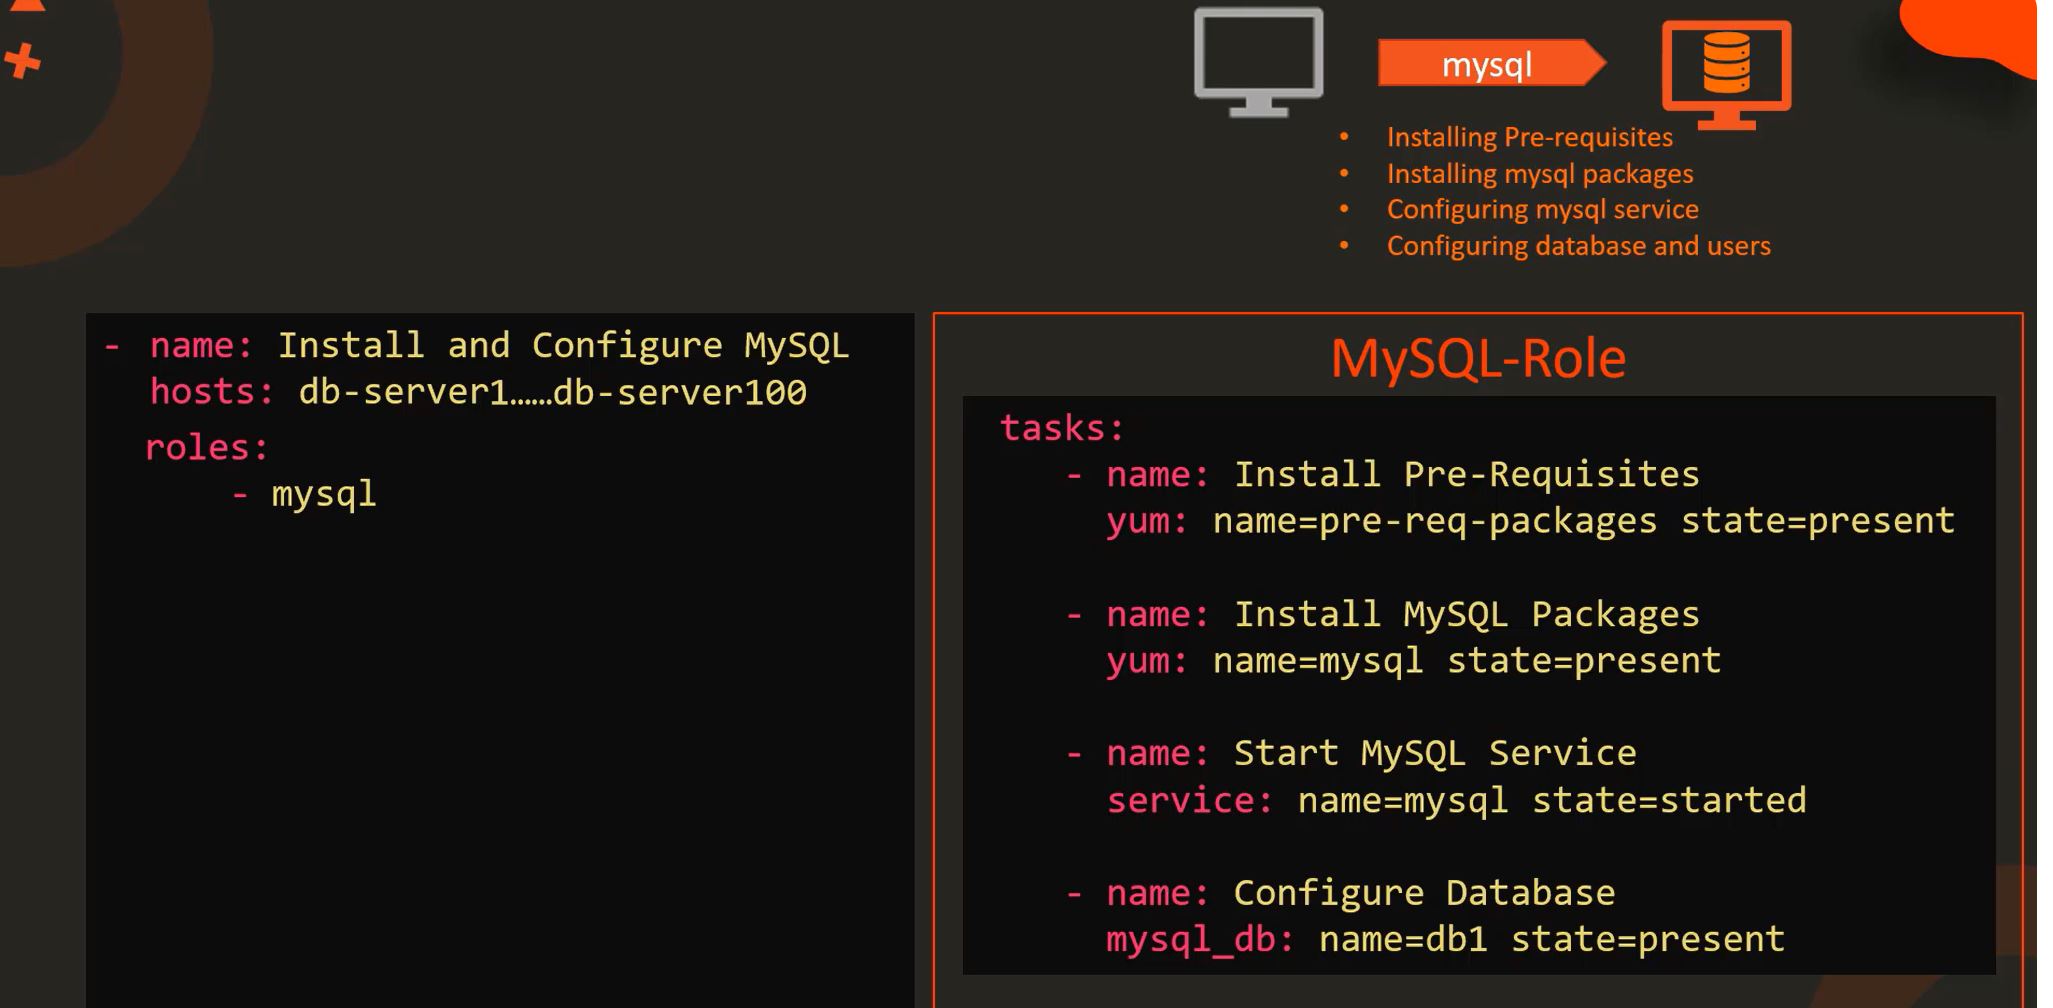 mysql
• Installing Pre-requisites
• Installing mysql packages
• Configuring mysql service
• Configuring database and users
- name: Install and Configure MySQL
hosts: db-server1……db-server100
roles:
- mysql
MySQL-Role
tasks:
- name: Install Pre-Requisites
yum: name=pre-req-packages state=present
- name: Install MySQL Packages
yum: name=mysql state=present
- name: Start MySQL Service
service: name=mysql state=started
- name: Configure Database
mysql_db: name=db1 state=present